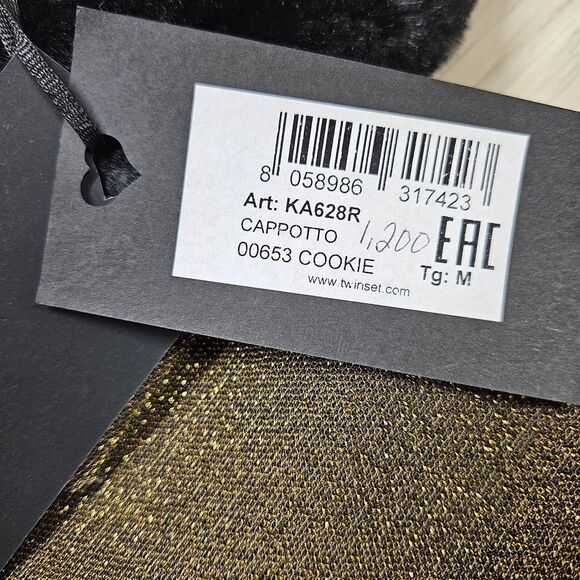 8 058986 317423
Art: KA628R
CAPPOTTO 1,200 EAC
00653 COOKIE Tg: M
www.twinset.com